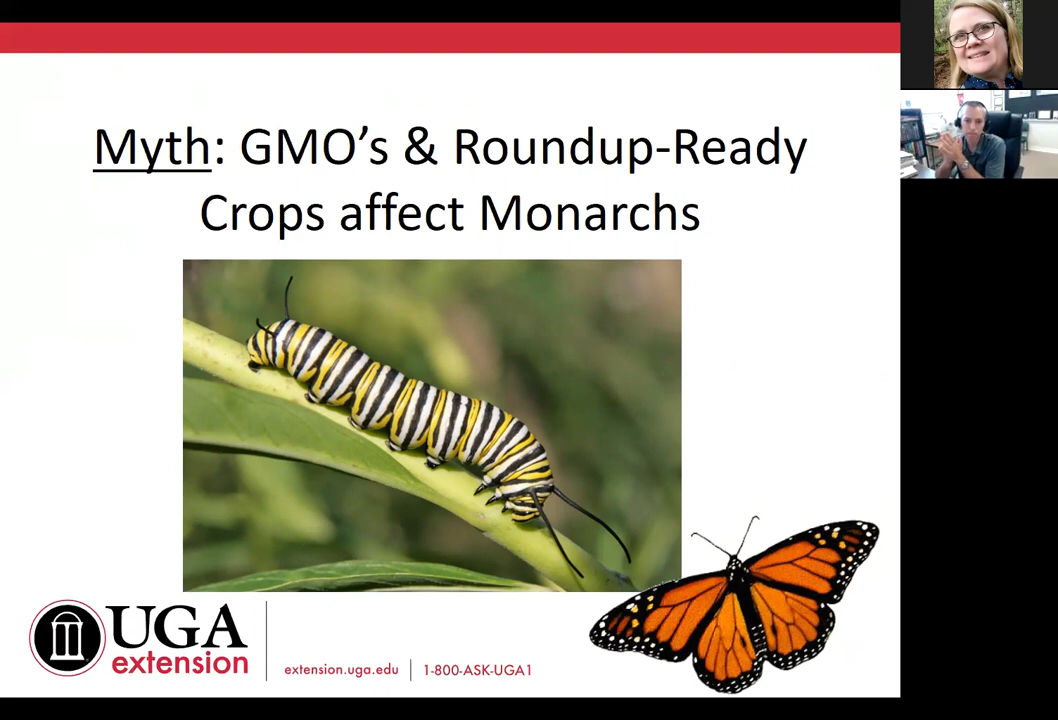 Myth: GMO’s & Roundup-Ready
Crops affect Monarchs
UGA
extension
extension.uga.edu
1-800-ASK-UGA1